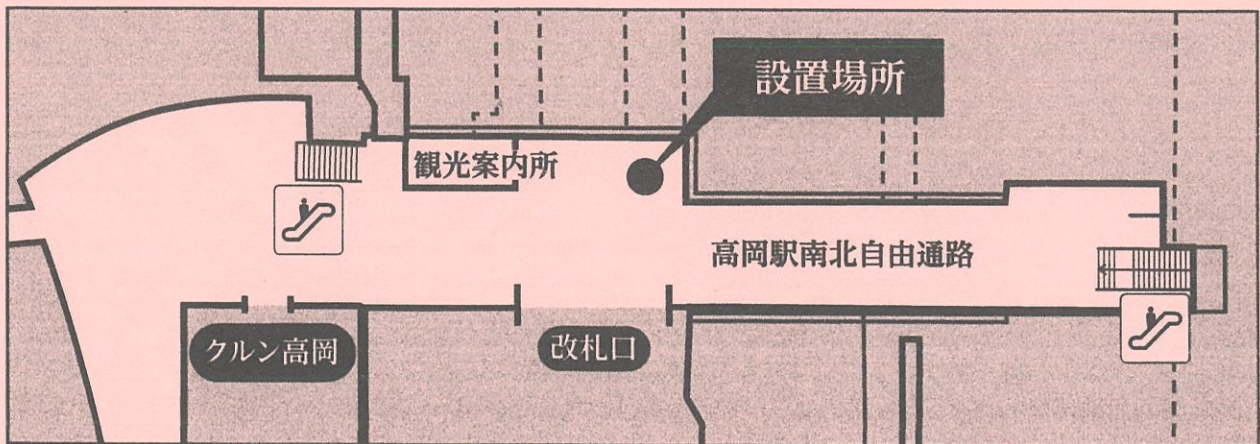 設置場所
観光案内所
高岡駅南北自由通路
クルン高岡
改札口